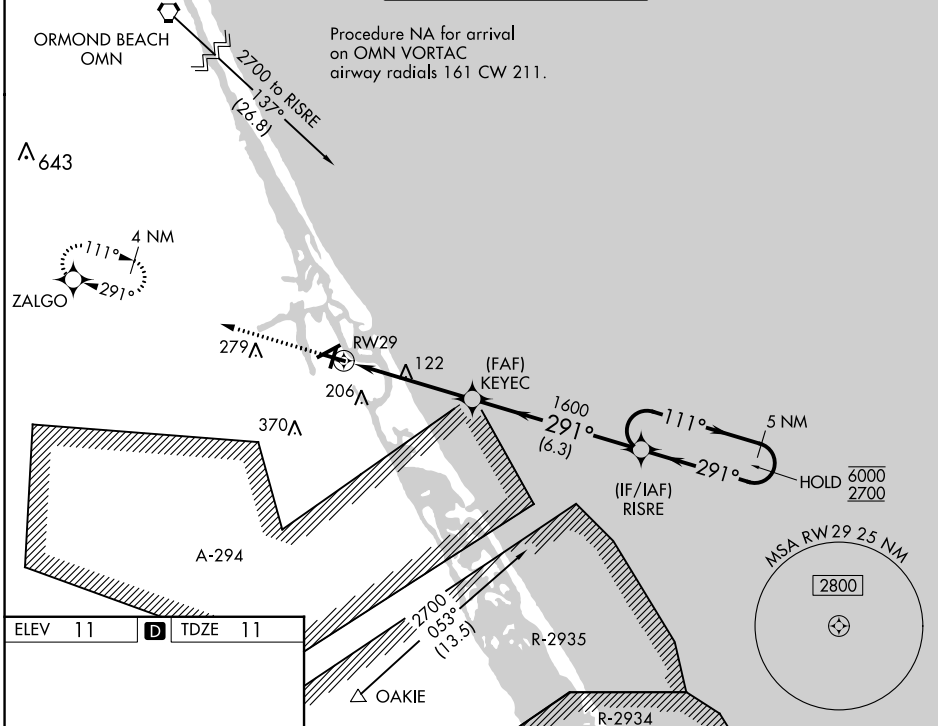 ORMOND BEACH
OMN
Procedure NA for arrival
on OMN VORTAC
airway radials 161 CW 211.
2700 to RISRE
137°
(26.8)
643
4 NM
111°
291°
ZALGO
279
RW29
122
206
370
(FAF)
KEYEC
1600
291°
(6.3)
111°
5 NM
291°
HOLD 6000
2700
(IF/IAF)
RISRE
A-294
MSA RW29 25 NM
2800
2700
053°
(13.5)
R-2935
OAKIE
R-2934
ELEV 11 D TDZE 11